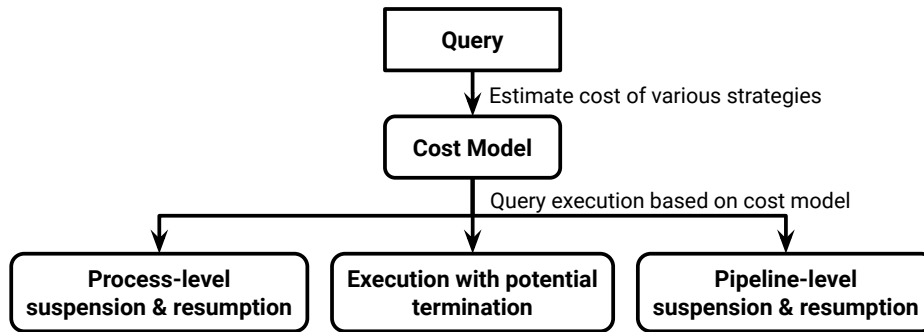 Query
Estimate cost of various strategies
Cost Model
Query execution based on cost model
Process-level
suspension & resumption
Execution with potential
termination
Pipeline-level
suspension & resumption